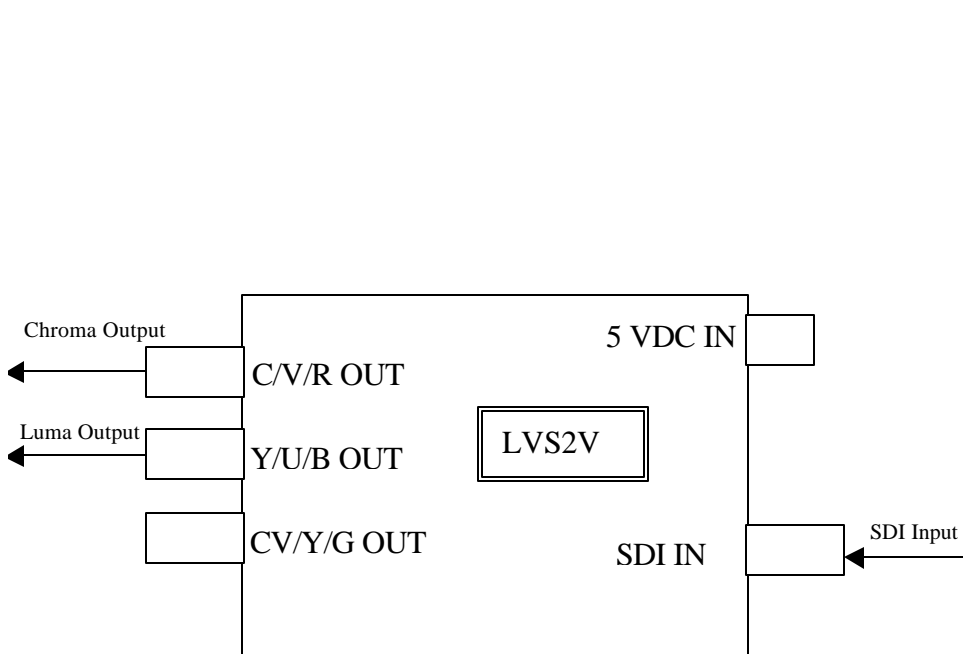 Chroma Output
5 VDC IN
C/V/R OUT
Luma Output
LVS2V
Y/U/B OUT
SDI Input
CV/Y/G OUT
SDI IN